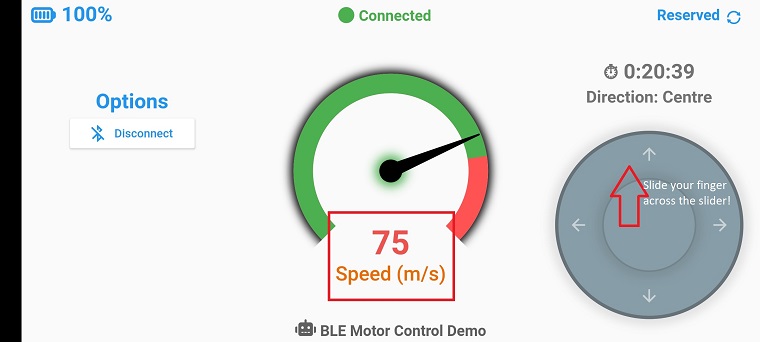 100%
Connected
Reserved
Options
Disconnect
0:20:39
Direction: Centre
Slide your finger
across the slider!
75
Speed (m/s)
BLE Motor Control Demo